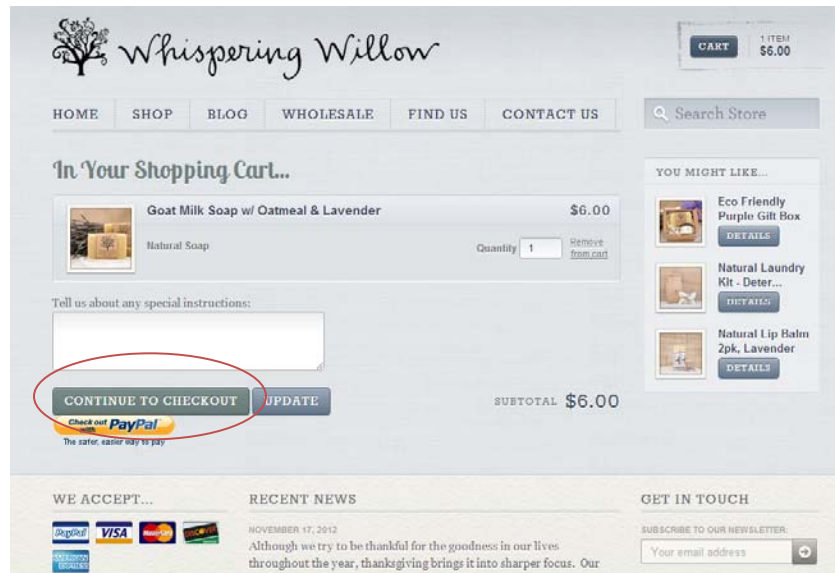 Whispering Willow
CART 1 ITEM
$6.00
HOME SHOP BLOG WHOLESALE FIND US CONTACT US
Search Store
In Your Shopping Cart...
Goat Milk Soap w/ Oatmeal & Lavender $6.00
Natural Soap Quantity 1 Remove
from cart
Tell us about any special instructions:
CONTINUE TO CHECKOUT UPDATE
SUBTOTAL $6.00
Check out
with PayPal
The safer, easier way to pay
YOU MIGHT LIKE...
Eco Friendly
Purple Gift Box
DETAILS
Natural Laundry
Kit - Deter...
DETAILS
Natural Lip Balm
2pk, Lavender
DETAILS
WE ACCEPT...
PayPal VISA MasterCard DISCOVER
AMERICAN
EXPRESS
RECENT NEWS
NOVEMBER 17, 2012
Although we try to be thankful for the goodness in our lives
throughout the year, thanksgiving brings it into sharper focus. Our
GET IN TOUCH
SUBSCRIBE TO OUR NEWSLETTER:
Your email address